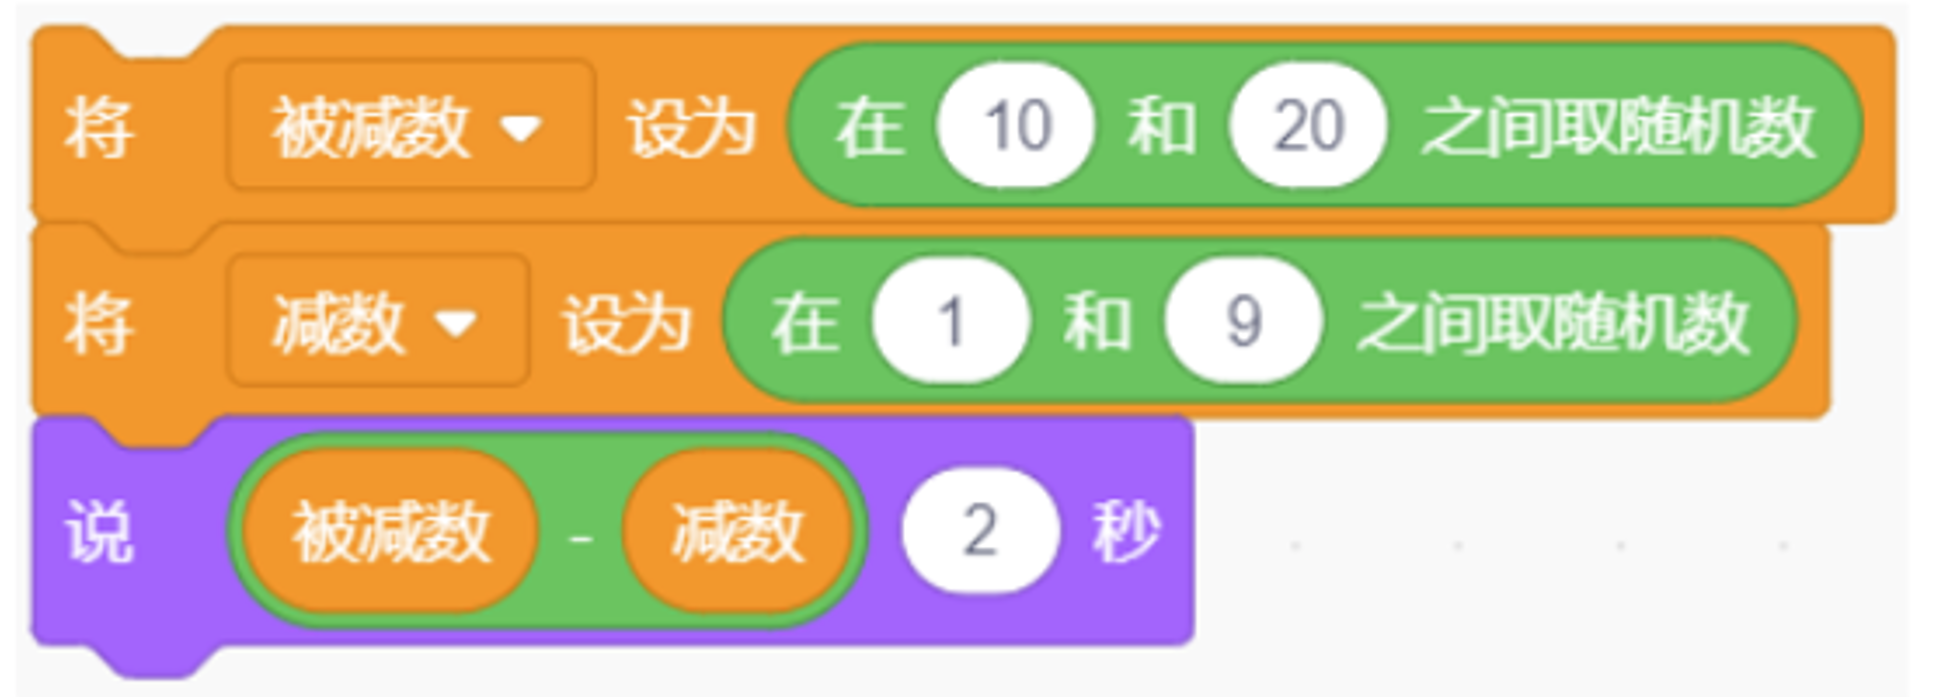 将 被减数 设为 在 10 和 20 之间取随机数
将 减数 设为 在 1 和 9 之间取随机数
说 被减数 - 减数 2 秒